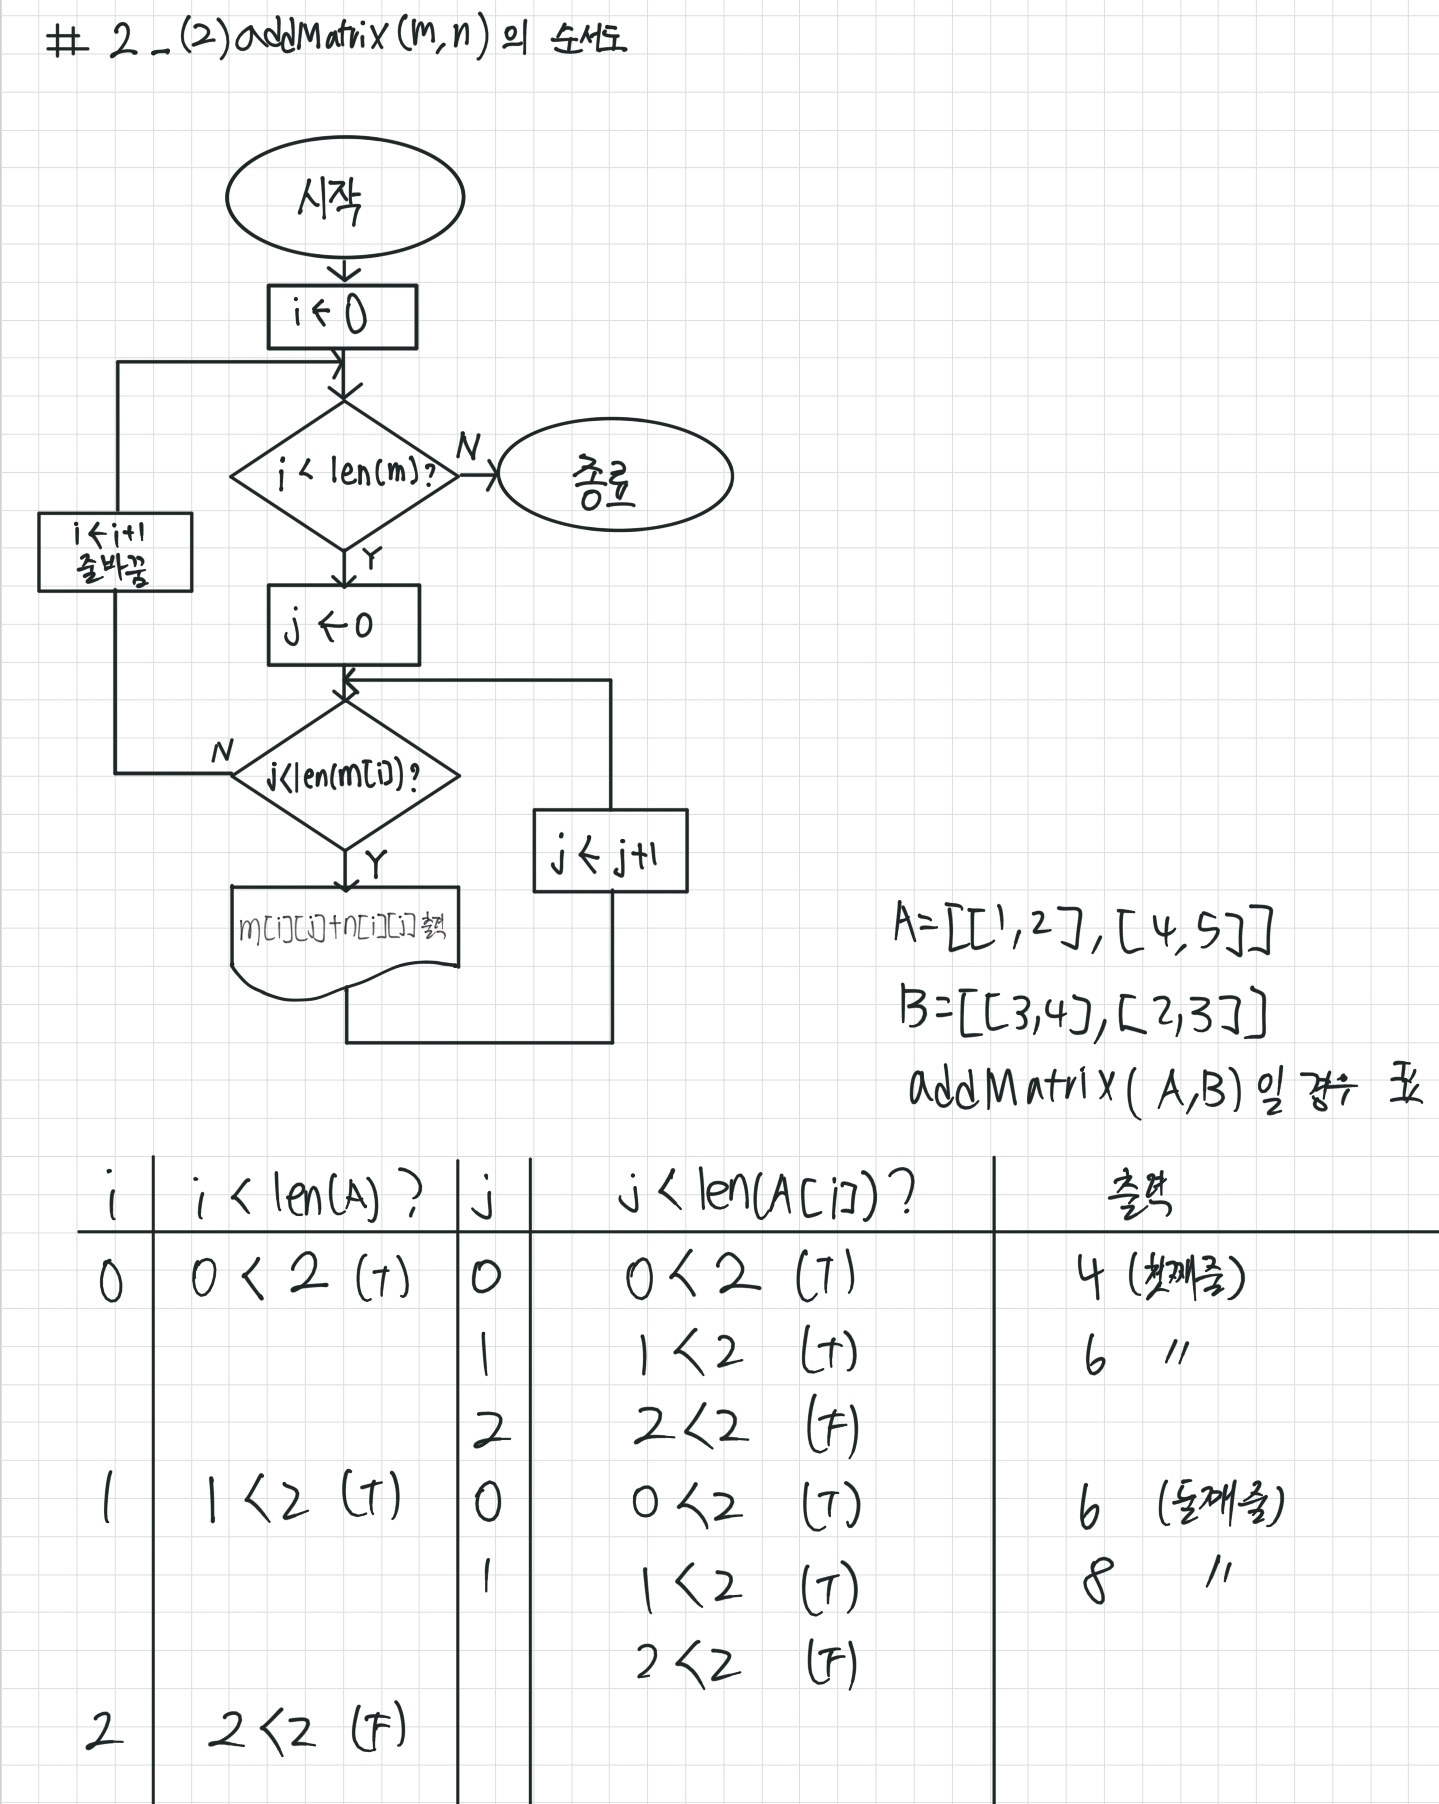 # 2_(2)addMatrix(m,n)의 순서도
시작
i ← 0
i < len(m)?
N
종료
Y
i ← i+1
줄바꿈
j ← 0
N
j<len(m[i])?
Y
j ← j+1
m[i][j]+n[i][j] 출력
A=[[1,2],[4,5]]
B=[[3,4],[2,3]]
addMatrix(A,B)일 경우 표
i i < len(A)? j j < len(A[i])? 출력
0 0 < 2 (T) 0 0 < 2 (T) 4 (첫째줄)
1 1 < 2 (T) 6 〃
2 2 < 2 (F)
1 1 < 2 (T) 0 0 < 2 (T) 6 (둘째줄)
1 1 < 2 (T) 8 〃
2 < 2 (F)
2 2 < 2 (F)